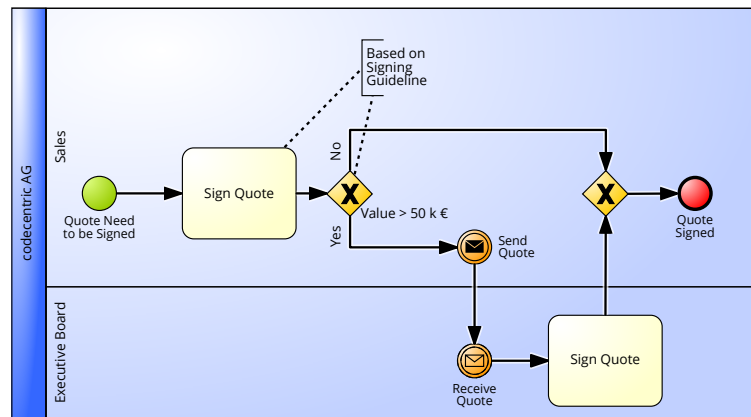 codecentric AG
Sales
Based on
Signing
Guideline
No
Sign Quote
Quote Need
to be Signed
Value > 50 k €
Yes
Send
Quote
Quote
Signed
Executive Board
Receive
Quote
Sign Quote